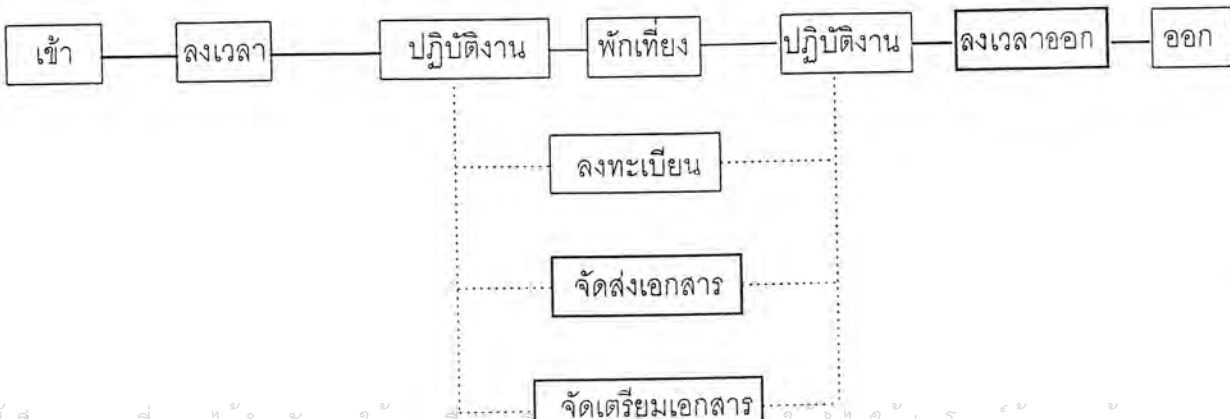 เข้า ลงเวลา ปฏิบัติงาน พักเที่ยง ปฏิบัติงาน ลงเวลาออก ออก
ลงทะเบียน
จัดส่งเอกสาร
จัดเตรียมเอกสาร